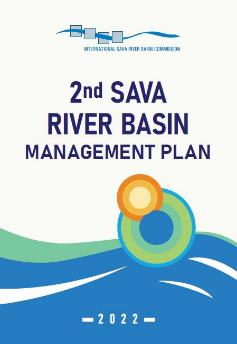 INTERNATIONAL SAVA RIVER BASIN COMMISSION
2nd SAVA
RIVER BASIN
MANAGEMENT PLAN
2022